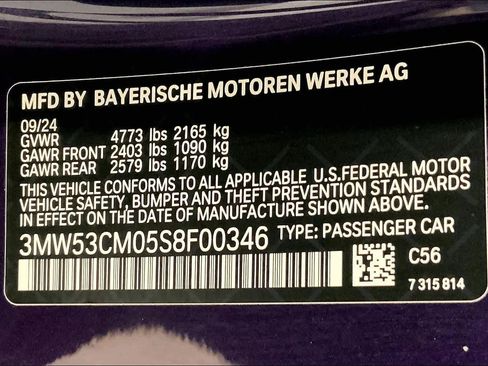 MFD BY BAYERISCHE MOTOREN WERKE AG
09/24
GVWR 4773 lbs 2165 kg
GAWR FRONT 2403 lbs 1090 kg
GAWR REAR 2579 lbs 1170 kg
THIS VEHICLE CONFORMS TO ALL APPLICABLE U.S.FEDERAL MOTOR
VEHICLE SAFETY, BUMPER AND THEFT PREVENTION STANDARDS
IN EFFECT ON THE DATE OF MANUFACTURE SHOWN ABOVE.
3MW53CM05S8F00346 TYPE: PASSENGER CAR
C56
7 315 814